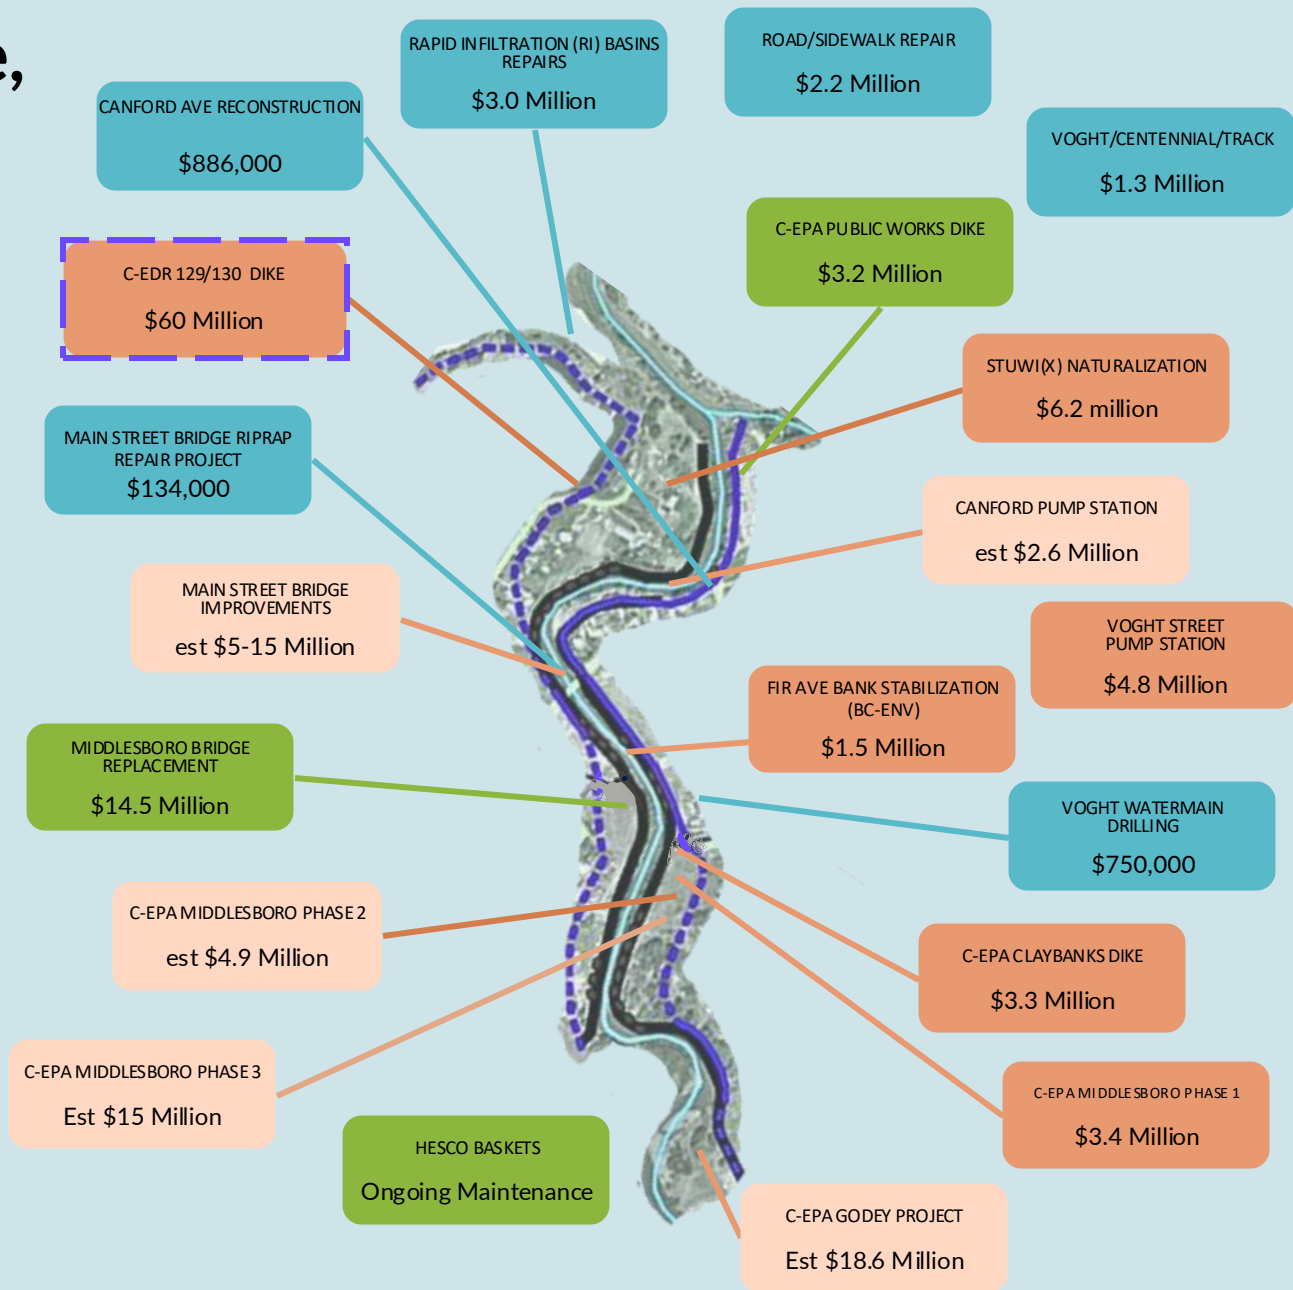 e,
RAPID INFILTRATION (RI) BASINS
REPAIRS
$3.0 Million
ROAD/SIDEWALK REPAIR
$2.2 Million
CANFORD AVE RECONSTRUCTION
$886,000
VOGHT/CENTENNIAL/TRACK
$1.3 Million
C-EPA PUBLIC WORKS DIKE
$3.2 Million
C-EDR 129/130 DIKE
$60 Million
STUWI(X) NATURALIZATION
$6.2 million
MAIN STREET BRIDGE RIPRAP
REPAIR PROJECT
$134,000
CANFORD PUMP STATION
est $2.6 Million
MAIN STREET BRIDGE
IMPROVEMENTS
est $5-15 Million
VOGHT STREET
PUMP STATION
$4.8 Million
FIR AVE BANK STABILIZATION
(BC-ENV)
$1.5 Million
MIDDLESBORO BRIDGE
REPLACEMENT
$14.5 Million
VOGHT WATERMAIN
DRILLING
$750,000
C-EPA MIDDLESBORO PHASE 2
est $4.9 Million
C-EPA CLAYBANKS DIKE
$3.3 Million
C-EPA MIDDLESBORO PHASE 3
Est $15 Million
C-EPA MIDDLESBORO PHASE 1
$3.4 Million
HESCO BASKETS
Ongoing Maintenance
C-EPA GODEY PROJECT
Est $18.6 Million